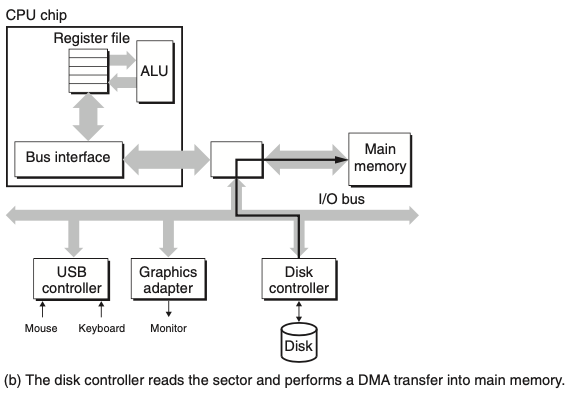 CPU chip
Register file
ALU
Bus interface
Main
memory
I/O bus
USB
controller
Graphics
adapter
Disk
controller
Mouse
Keyboard
Monitor
Disk
(b) The disk controller reads the sector and performs a DMA transfer into main memory.